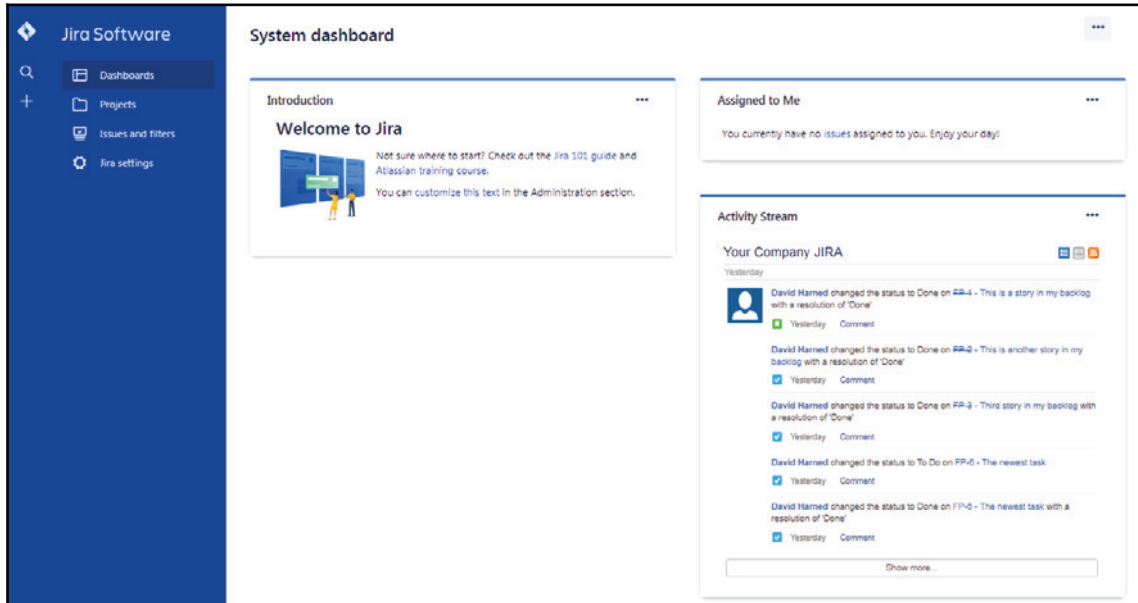 Jira Software
Dashboards
Projects
Issues and filters
Jira settings
System dashboard
Introduction
Welcome to Jira
Not sure where to start? Check out the Jira 101 guide and
Atlassian training course.
You can customize this text in the Administration section.
Assigned to Me
You currently have no issues assigned to you. Enjoy your day!
Activity Stream
Your Company JIRA
Yesterday
David Harned changed the status to Done on FP-1 - This is a story in my backlog
with a resolution of 'Done'
Yesterday Comment
David Harned changed the status to Done on FP-2 - This is another story in my
backlog with a resolution of 'Done'
Yesterday Comment
David Harned changed the status to Done on FP-3 - Third story in my backlog with
a resolution of 'Done'
Yesterday Comment
David Harned changed the status to To Do on FP-6 - The newest task
Yesterday Comment
David Harned changed the status to Done on FP-6 - The newest task with a
resolution of 'Done'
Yesterday Comment
Show more...